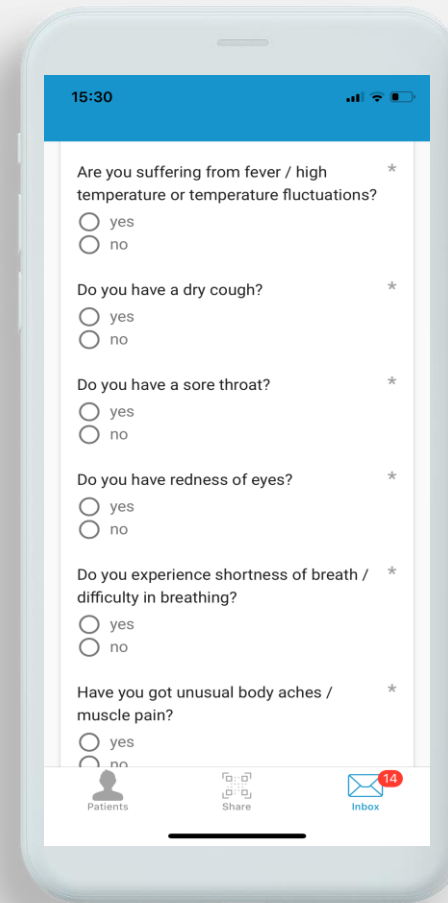 15:30
Are you suffering from fever / high *
temperature or temperature fluctuations?
yes
no
Do you have a dry cough? *
yes
no
Do you have a sore throat? *
yes
no
Do you have redness of eyes? *
yes
no
Do you experience shortness of breath / *
difficulty in breathing?
yes
no
Have you got unusual body aches / *
muscle pain?
yes
no
14
Patients
Share
Inbox